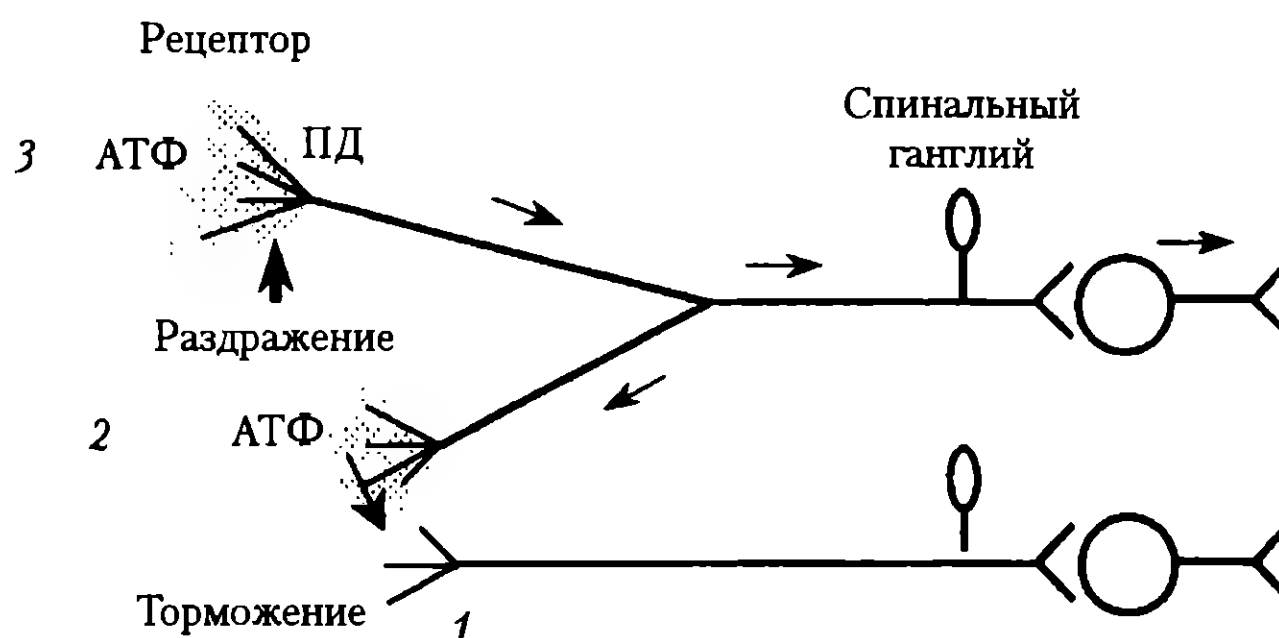 Рецептор
Спинальный
ганглий
3 АТФ ПД
Раздражение
2 АТФ
Торможение 1